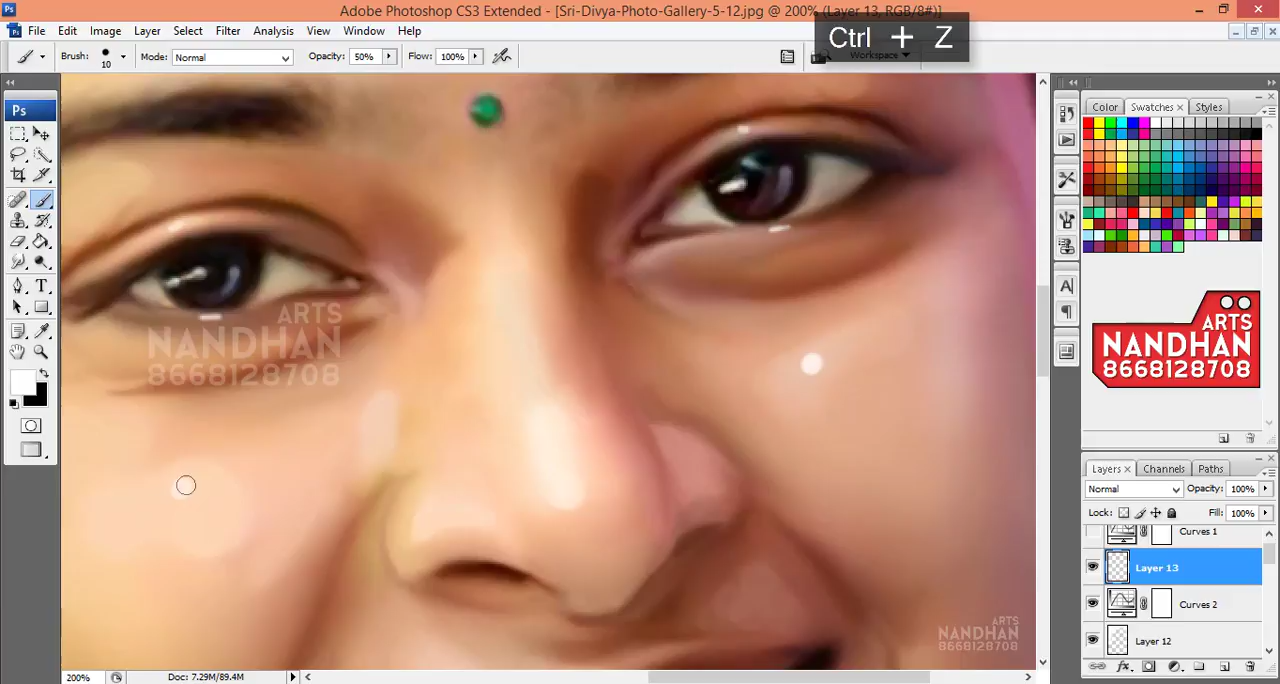 Adobe Photoshop CS3 Extended - [Sri-Divya-Photo-Gallery-5-12.jpg @ 200% (Layer 13, RGB/8#)]
Ctrl + Z
File Edit Image Layer Select Filter Analysis View Window Help
Brush: 10 Mode: Normal Opacity: 50% Flow: 100% Workspace
Ps
Color Swatches Styles
ARTS
NANDHAN
8668128708
ARTS
NANDHAN
8668128708
Layers Channels Paths
Normal Opacity: 100%
Lock: Fill: 100%
Curves 1
Layer 13
Curves 2
Layer 12
ARTS
NANDHAN
8668128708
200% Doc: 7.29M/89.4M